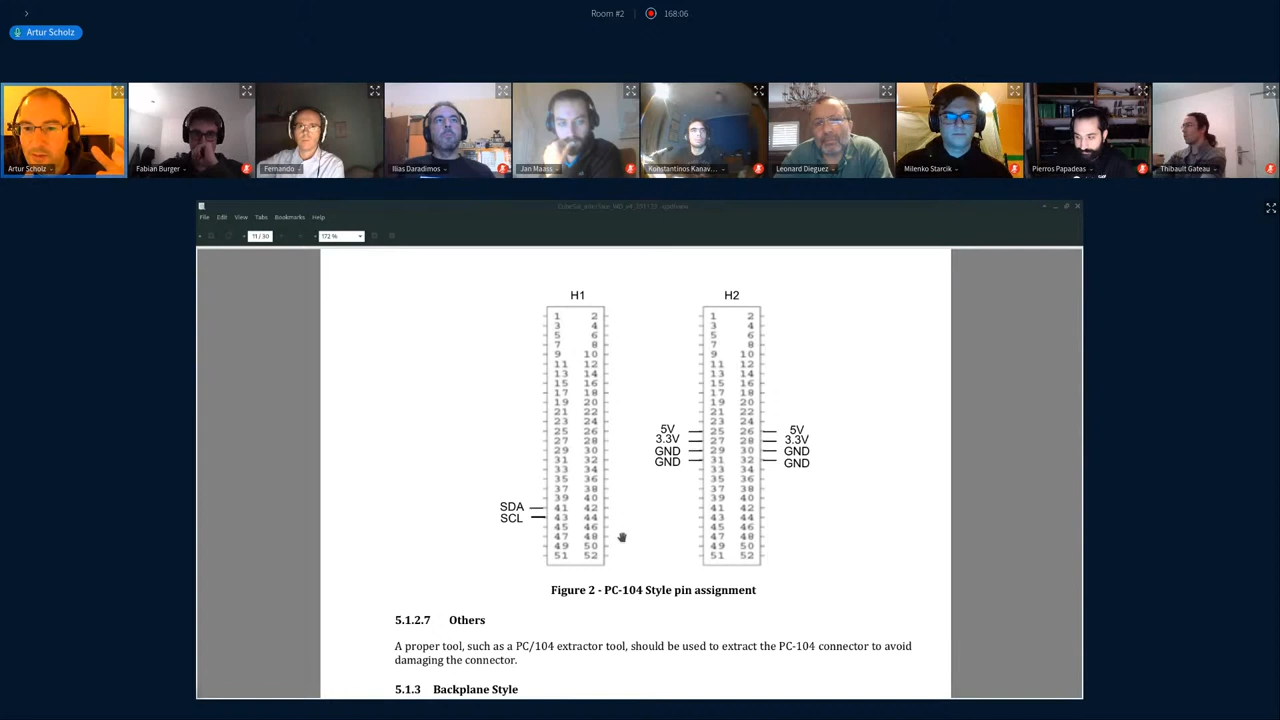 Room #2
168:06
Artur Scholz
Artur Scholz
Fabian Burger
Fernando
Ilias Daradimos
Jan Maass
Konstantinos Kanav...
Leonard Dieguez
Milenko Starcik
Pierros Papadeas
Thibault Gateau
File Edit View Tabs Bookmarks Help
11 / 30
172 %
H1 H2
1 2 1 2
3 4 3 4
5 6 5 6
7 8 7 8
9 10 9 10
11 12 11 12
13 14 13 14
15 16 15 16
17 18 17 18
19 20 19 20
21 22 21 22
23 24 23 24
25 26 5V 25 26 5V
27 28 3.3V 27 28 3.3V
29 30 GND 29 30 GND
31 32 GND 31 32 GND
33 34 33 34
35 36 35 36
37 38 37 38
39 40 39 40
SDA 41 42 41 42
SCL 43 44 43 44
45 46 45 46
47 48 47 48
49 50 49 50
51 52 51 52
Figure 2 - PC-104 Style pin assignment
5.1.2.7 Others
A proper tool, such as a PC/104 extractor tool, should be used to extract the PC-104 connector to avoid
damaging the connector.
5.1.3 Backplane Style